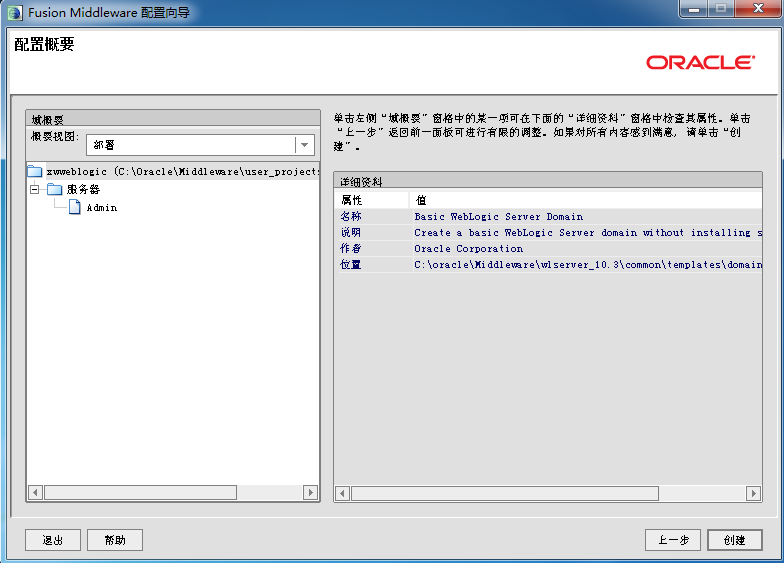 Fusion Middleware 配置向导
配置概要
ORACLE
域概要
概要视图:
部署
zwweblogic (C:\Oracle\Middleware\user_projects
服务器
Admin
单击左侧“域概要”窗格中的某一项可在下面的“详细资料”窗格中检查其属性。单击
“上一步”返回前一面板可进行有限的调整。如果对所有内容感到满意, 请单击“创
建”。
详细资料
属性 值
名称 Basic WebLogic Server Domain
说明 Create a basic WebLogic Server domain without installing s
作者 Oracle Corporation
位置 C:\oracle\Middleware\wlserver_10.3\common\templates\domain
退出 帮助 上一步 创建